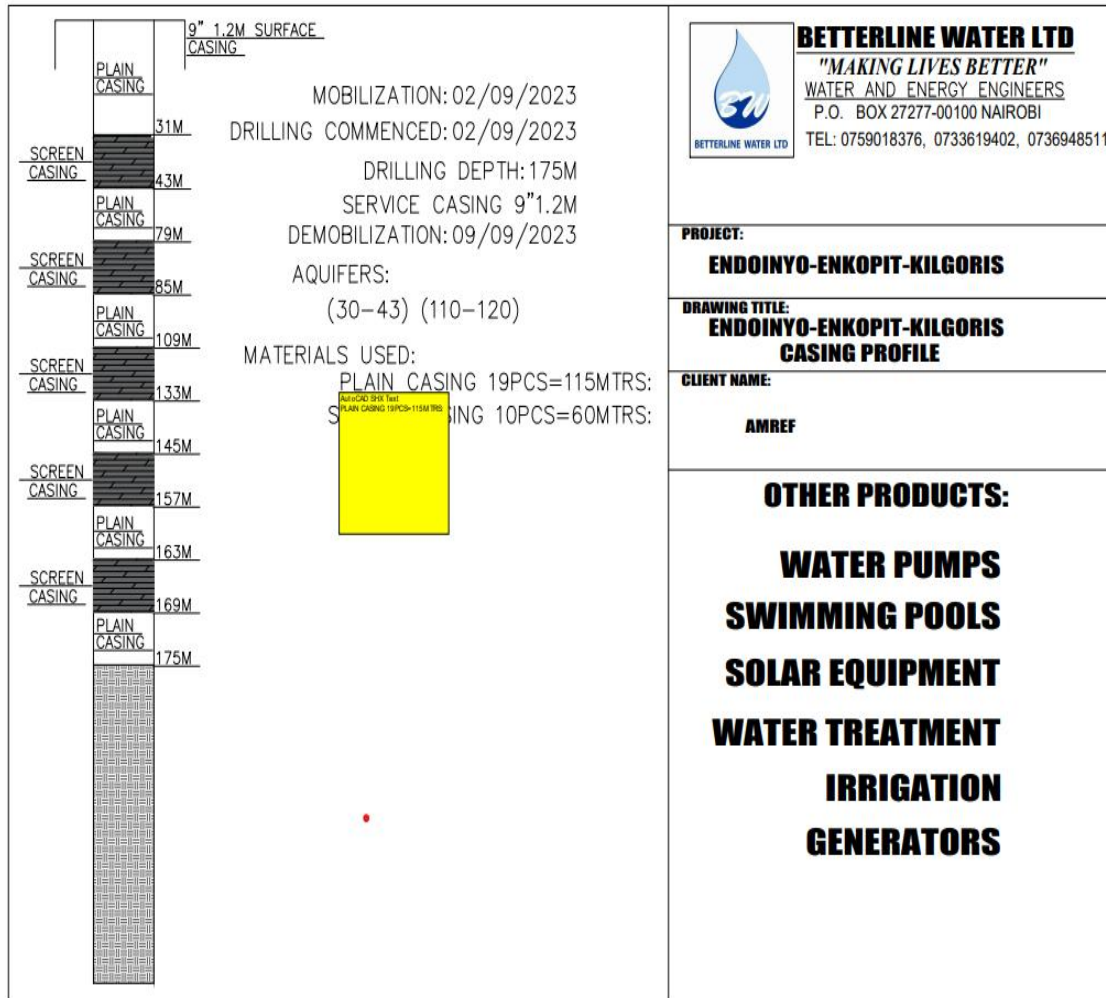 9" 1.2M SURFACE
CASING
PLAIN
CASING
31M
SCREEN
CASING
43M
PLAIN
CASING
79M
SCREEN
CASING
85M
PLAIN
CASING
109M
SCREEN
CASING
133M
PLAIN
CASING
145M
SCREEN
CASING
157M
PLAIN
CASING
163M
SCREEN
CASING
169M
PLAIN
CASING
175M
MOBILIZATION: 02/09/2023
DRILLING COMMENCED: 02/09/2023
DRILLING DEPTH: 175M
SERVICE CASING 9"1.2M
DEMOBILIZATION: 09/09/2023
AQUIFERS:
(30-43) (110-120)
MATERIALS USED:
PLAIN CASING 19PCS=115MTRS:
AutoCAD SHX Text
PLAIN CASING 19PCS=115MTRS:
10PCS=60MTRS:
BW
BETTERLINE WATER LTD
BETTERLINE WATER LTD
"MAKING LIVES BETTER"
WATER AND ENERGY ENGINEERS
P.O. BOX 27277-00100 NAIROBI
TEL: 0759018376, 0733619402, 0736948511
PROJECT:
ENDOINYO-ENKOPIT-KILGORIS
DRAWING TITLE:
ENDOINYO-ENKOPIT-KILGORIS
CASING PROFILE
CLIENT NAME:
AMREF
OTHER PRODUCTS:
WATER PUMPS
SWIMMING POOLS
SOLAR EQUIPMENT
WATER TREATMENT
IRRIGATION
GENERATORS